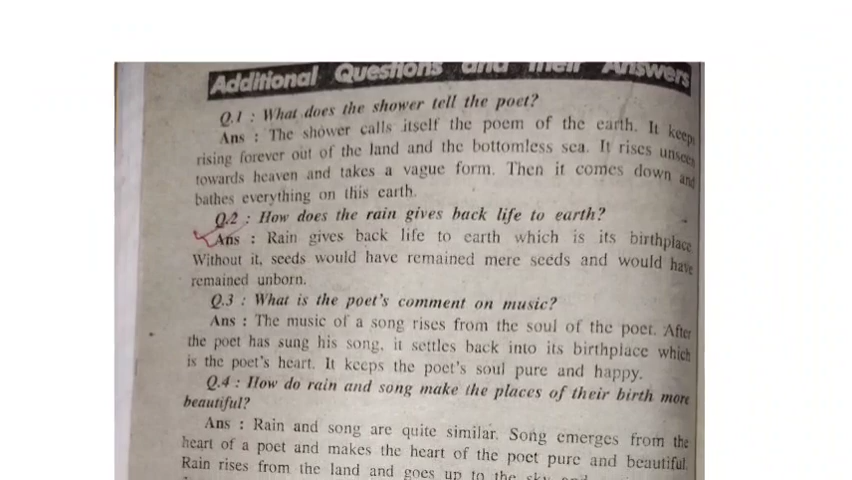 Additional Questions and Their Answers
Q.1 : What does the shower tell the poet?
Ans : The shower calls itself the poem of the earth. It keeps
rising forever out of the land and the bottomless sea. It rises unseen
towards heaven and takes a vague form. Then it comes down and
bathes everything on this earth.
Q.2 : How does the rain gives back life to earth?
Ans : Rain gives back life to earth which is its birthplace.
Without it, seeds would have remained mere seeds and would have
remained unborn.
Q.3 : What is the poet's comment on music?
Ans : The music of a song rises from the soul of the poet. After
the poet has sung his song, it settles back into its birthplace which
is the poet's heart. It keeps the poet's soul pure and happy.
Q.4 : How do rain and song make the places of their birth more
beautiful?
Ans : Rain and song are quite similar. Song emerges from the
heart of a poet and makes the heart of the poet pure and beautiful.
Rain rises from the land and goes up to the sky and